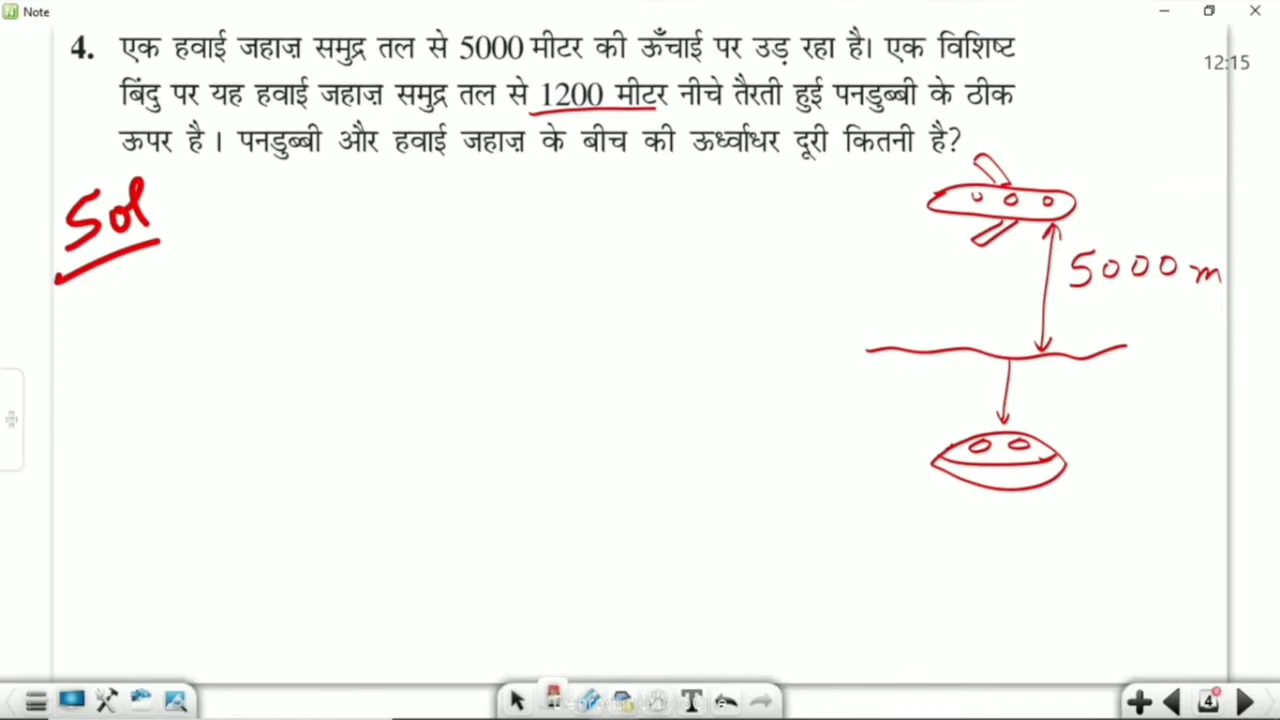 Note
4. एक हवाई जहाज़ समुद्र तल से 5000 मीटर की ऊँचाई पर उड़ रहा है। एक विशिष्ट
12:15
बिंदु पर यह हवाई जहाज़ समुद्र तल से 1200 मीटर नीचे तैरती हुई पनडुब्बी के ठीक
ऊपर है। पनडुब्बी और हवाई जहाज़ के बीच की ऊर्ध्वाधर दूरी कितनी है?
Sol
5000 m
4